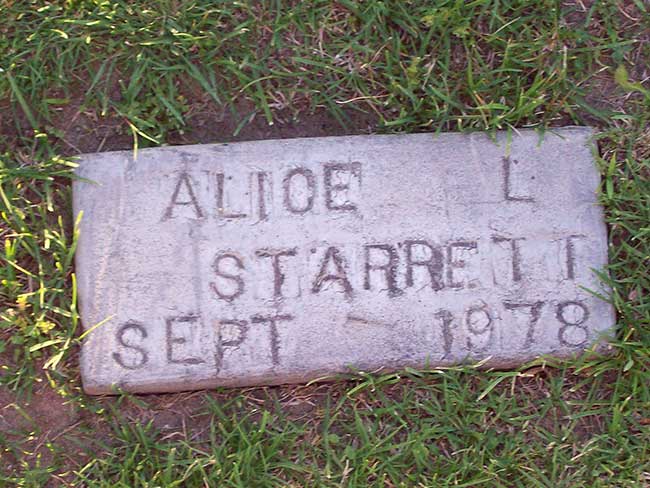 ALICE L
STARRETT
SEPT - 1978